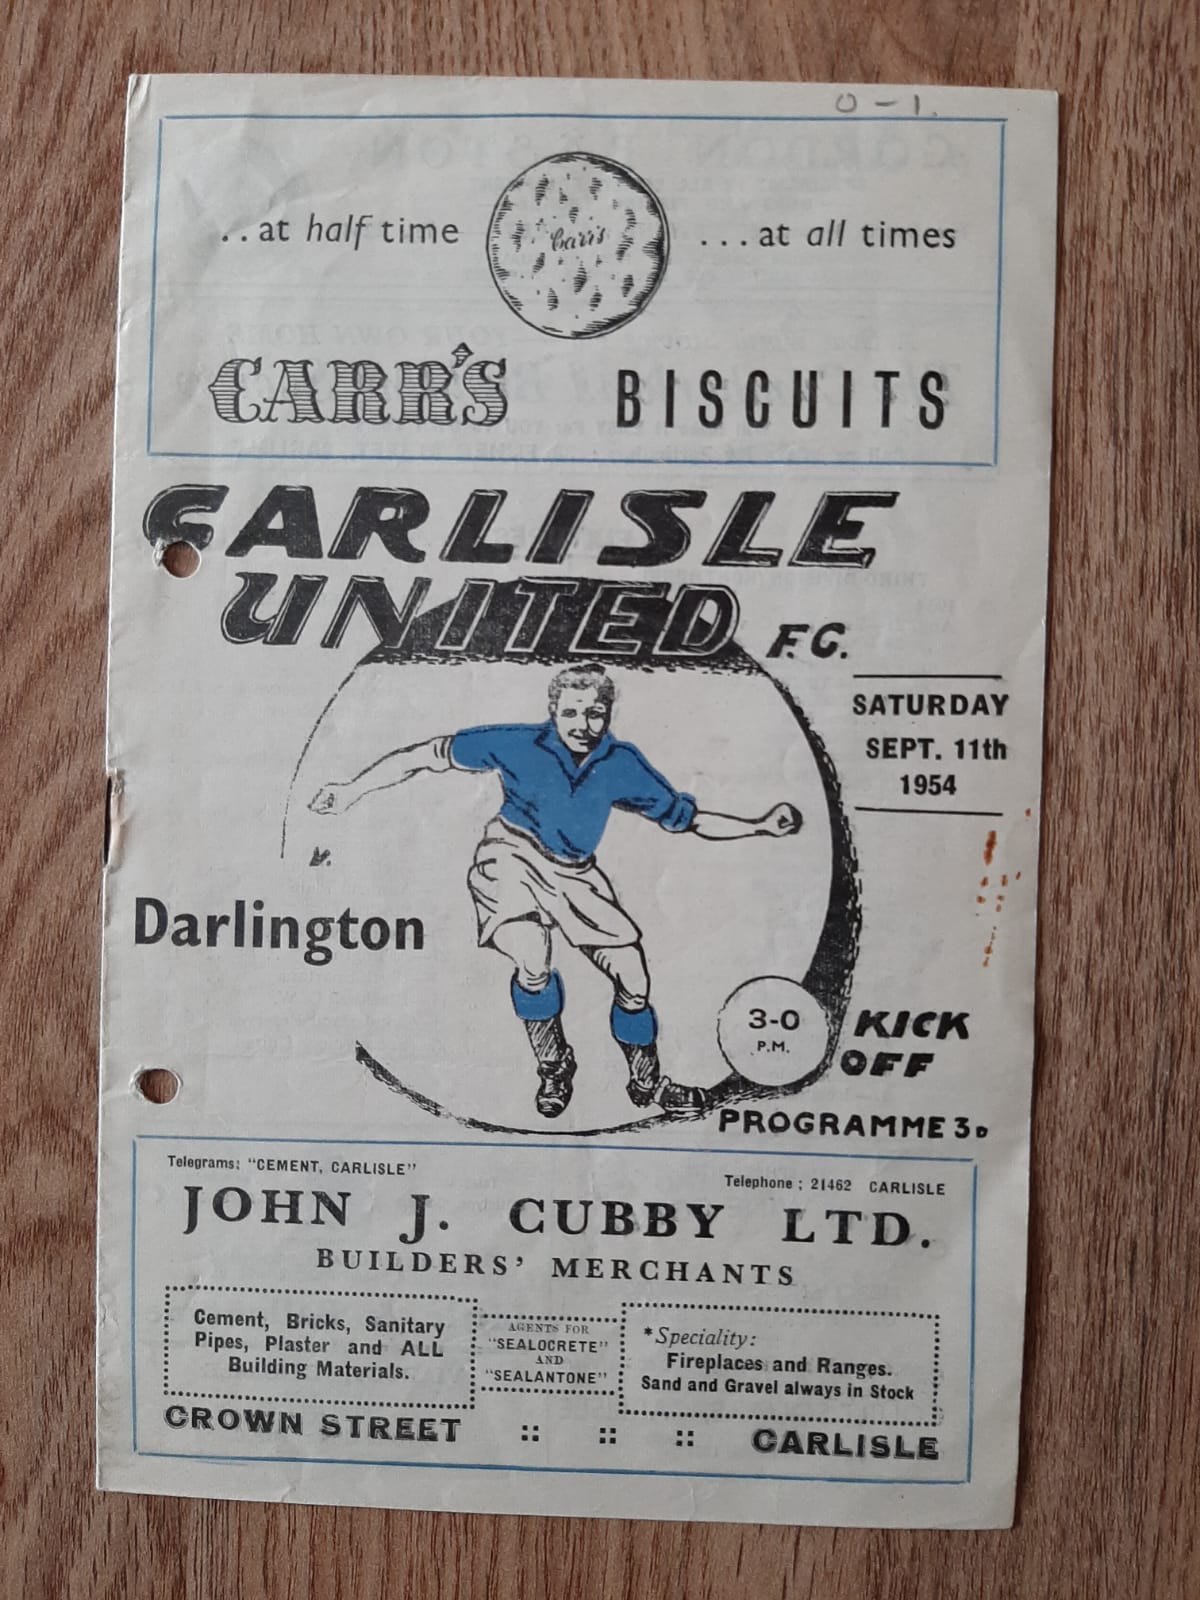 0-1.
..at half time
Carr's
...at all times
CARR'S BISCUITS
CARLISLE
UNITED F.C.
SATURDAY
SEPT. 11th
1954
v.
Darlington
3-0
P.M.
KICK
OFF
PROGRAMME 3D
Telegrams: "CEMENT, CARLISLE"
Telephone: 21462 CARLISLE
JOHN J. CUBBY LTD.
BUILDERS' MERCHANTS
Cement, Bricks, Sanitary
Pipes, Plaster and ALL
Building Materials.
AGENTS FOR
"SEALOCRETE"
AND
"SEALANTONE"
*Speciality:
Fireplaces and Ranges.
Sand and Gravel always in Stock
CROWN STREET :: :: :: CARLISLE